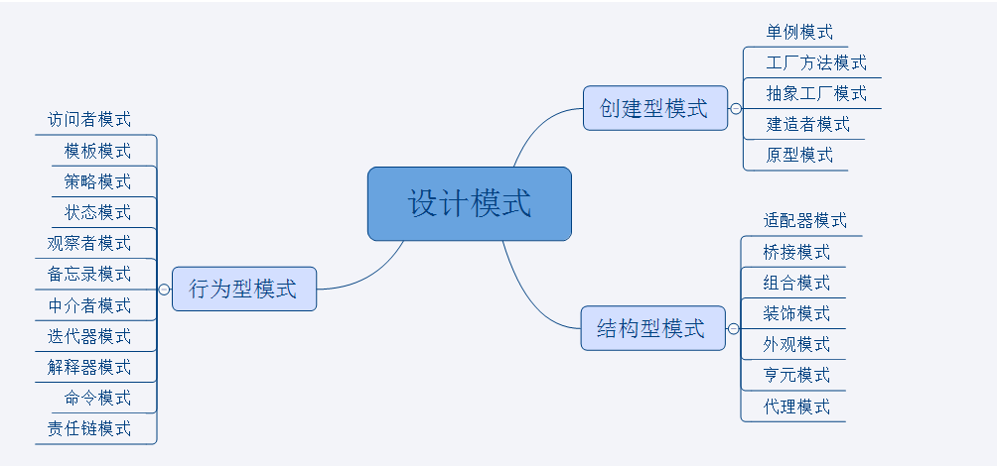 设计模式
创建型模式
单例模式
工厂方法模式
抽象工厂模式
建造者模式
原型模式
结构型模式
适配器模式
桥接模式
组合模式
装饰模式
外观模式
亨元模式
代理模式
行为型模式
访问者模式
模板模式
策略模式
状态模式
观察者模式
备忘录模式
中介者模式
迭代器模式
解释器模式
命令模式
责任链模式